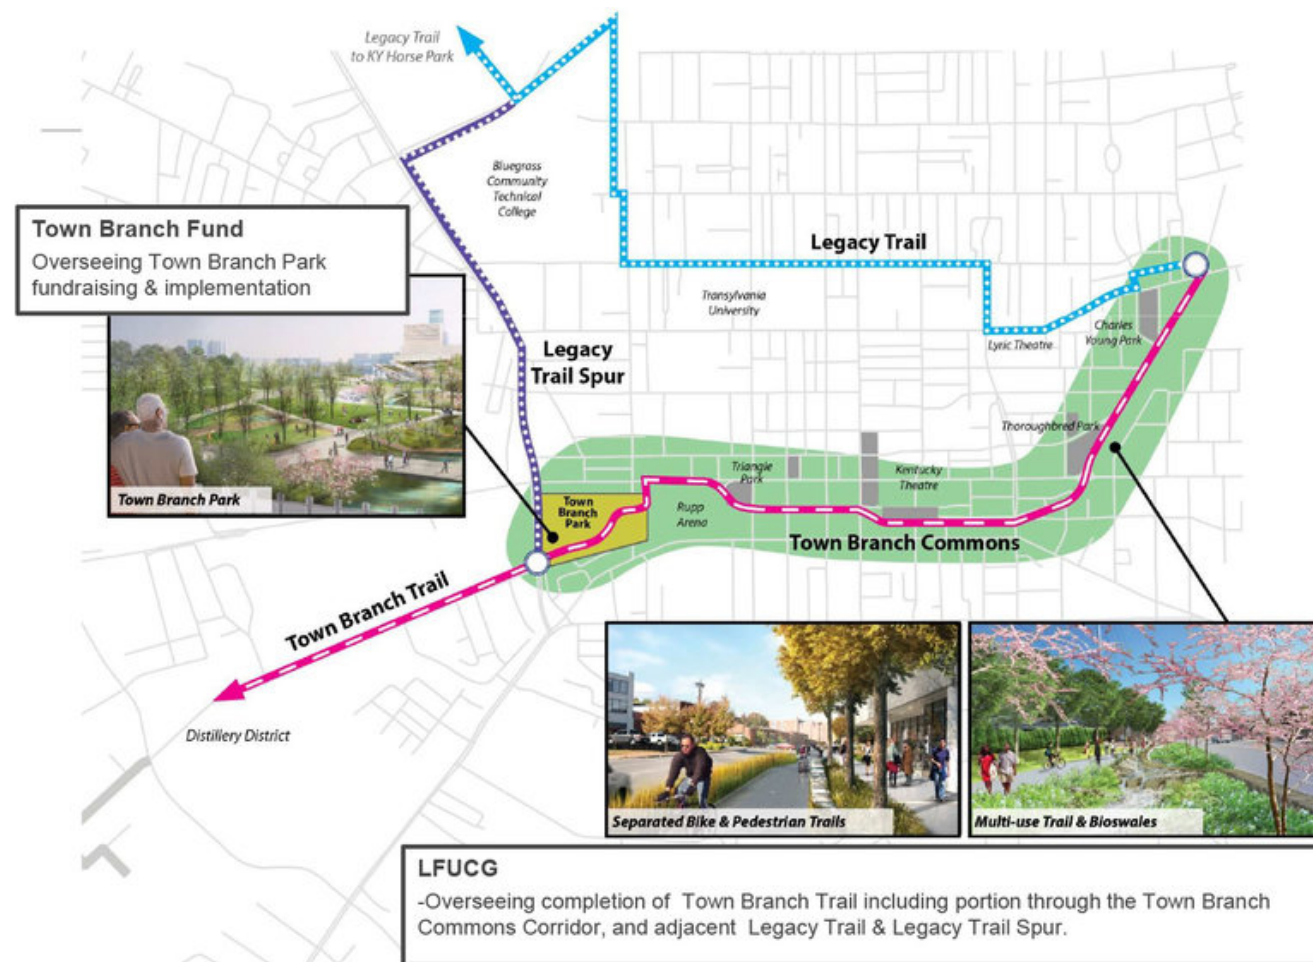 Legacy Trail
to KY Horse Park
Bluegrass
Community
Technical
College
Town Branch Fund
Overseeing Town Branch Park
fundraising & implementation
Legacy Trail
Transylvania
University
Lyric Theatre
Charles
Young Park
Legacy
Trail Spur
Thoroughbred Park
Triangle
Park
Kentucky
Theatre
Town Branch Park
Town
Branch
Park
Rupp
Arena
Town Branch Commons
Town Branch Trail
Distillery District
Separated Bike & Pedestrian Trails
Multi-use Trail & Bioswales
LFUCG
-Overseeing completion of Town Branch Trail including portion through the Town Branch
Commons Corridor, and adjacent Legacy Trail & Legacy Trail Spur.